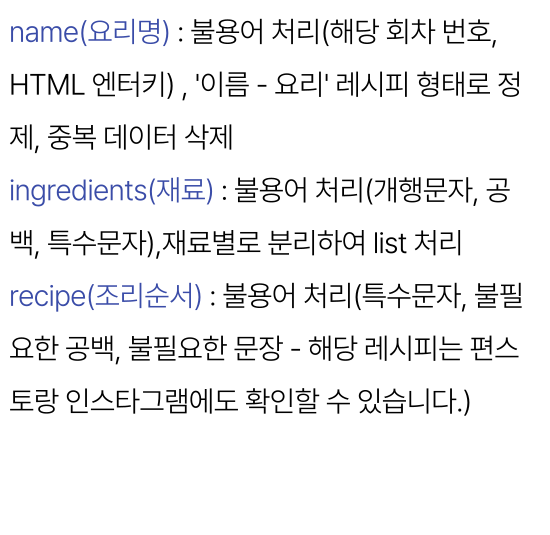 name(요리명) : 불용어 처리(해당 회차 번호,
HTML 엔터키) , '이름 - 요리' 레시피 형태로 정
제, 중복 데이터 삭제
ingredients(재료) : 불용어 처리(개행문자, 공
백, 특수문자),재료별로 분리하여 list 처리
recipe(조리순서) : 불용어 처리(특수문자, 불필
요한 공백, 불필요한 문장 - 해당 레시피는 편스
토랑 인스타그램에도 확인할 수 있습니다.)